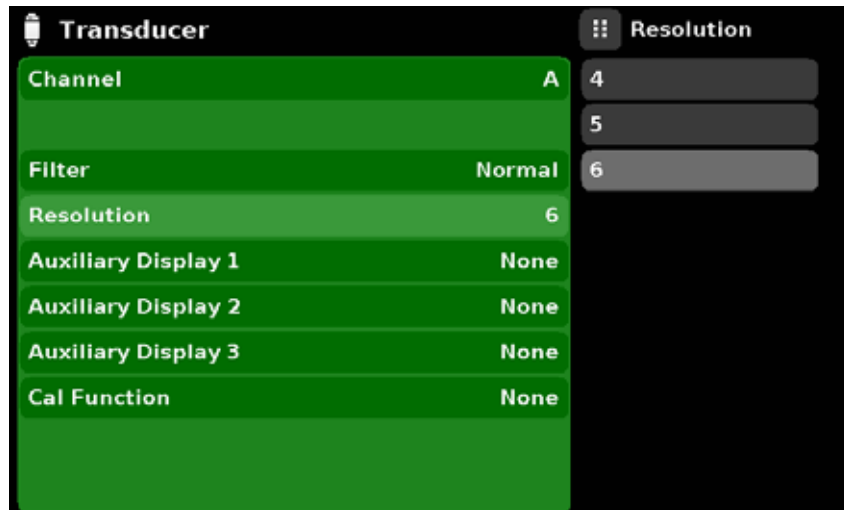 Transducer
Channel A
Filter Normal
Resolution 6
Auxiliary Display 1 None
Auxiliary Display 2 None
Auxiliary Display 3 None
Cal Function None
Resolution
4
5
6